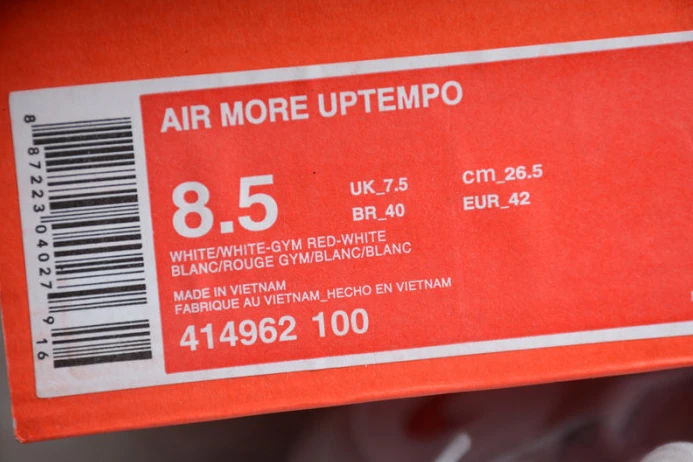 AIR MORE UPTEMPO
8.5
UK_7.5
cm_26.5
BR_40
EUR_42
WHITE/WHITE-GYM RED-WHITE
BLANC/ROUGE GYM/BLANC/BLANC
MADE IN VIETNAM
FABRIQUE AU VIETNAM_HECHO EN VIETNAM
414962 100
8 87223 04027 9 16